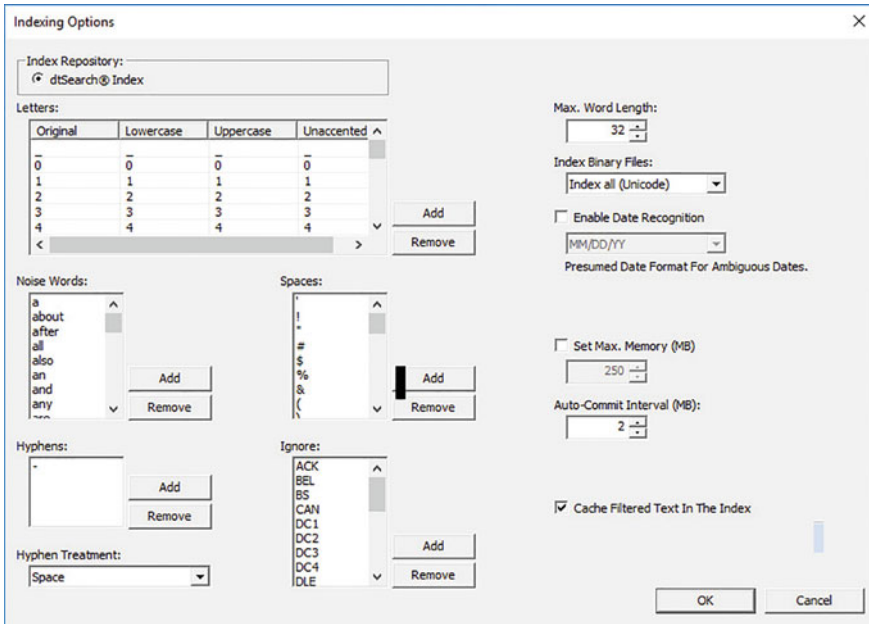 Indexing Options
Index Repository:
dtSearch® Index
Letters:
Original Lowercase Uppercase Unaccented
_ _ _ _
0 0 0 0
1 1 1 1
2 2 2 2
3 3 3 3
4 4 4 4
Add
Remove
Noise Words:
a
about
after
all
also
an
and
any
are
Add
Remove
Spaces:
'
!
"
#
$
%
&
(
)
Add
Remove
Hyphens:
-
Add
Remove
Hyphen Treatment:
Space
Ignore:
ACK
BEL
BS
CAN
DC1
DC2
DC3
DC4
DLE
Add
Remove
Max. Word Length:
32
Index Binary Files:
Index all (Unicode)
Enable Date Recognition
MM/DD/YY
Presumed Date Format For Ambiguous Dates.
Set Max. Memory (MB)
250
Auto-Commit Interval (MB):
2
Cache Filtered Text In The Index
OK Cancel